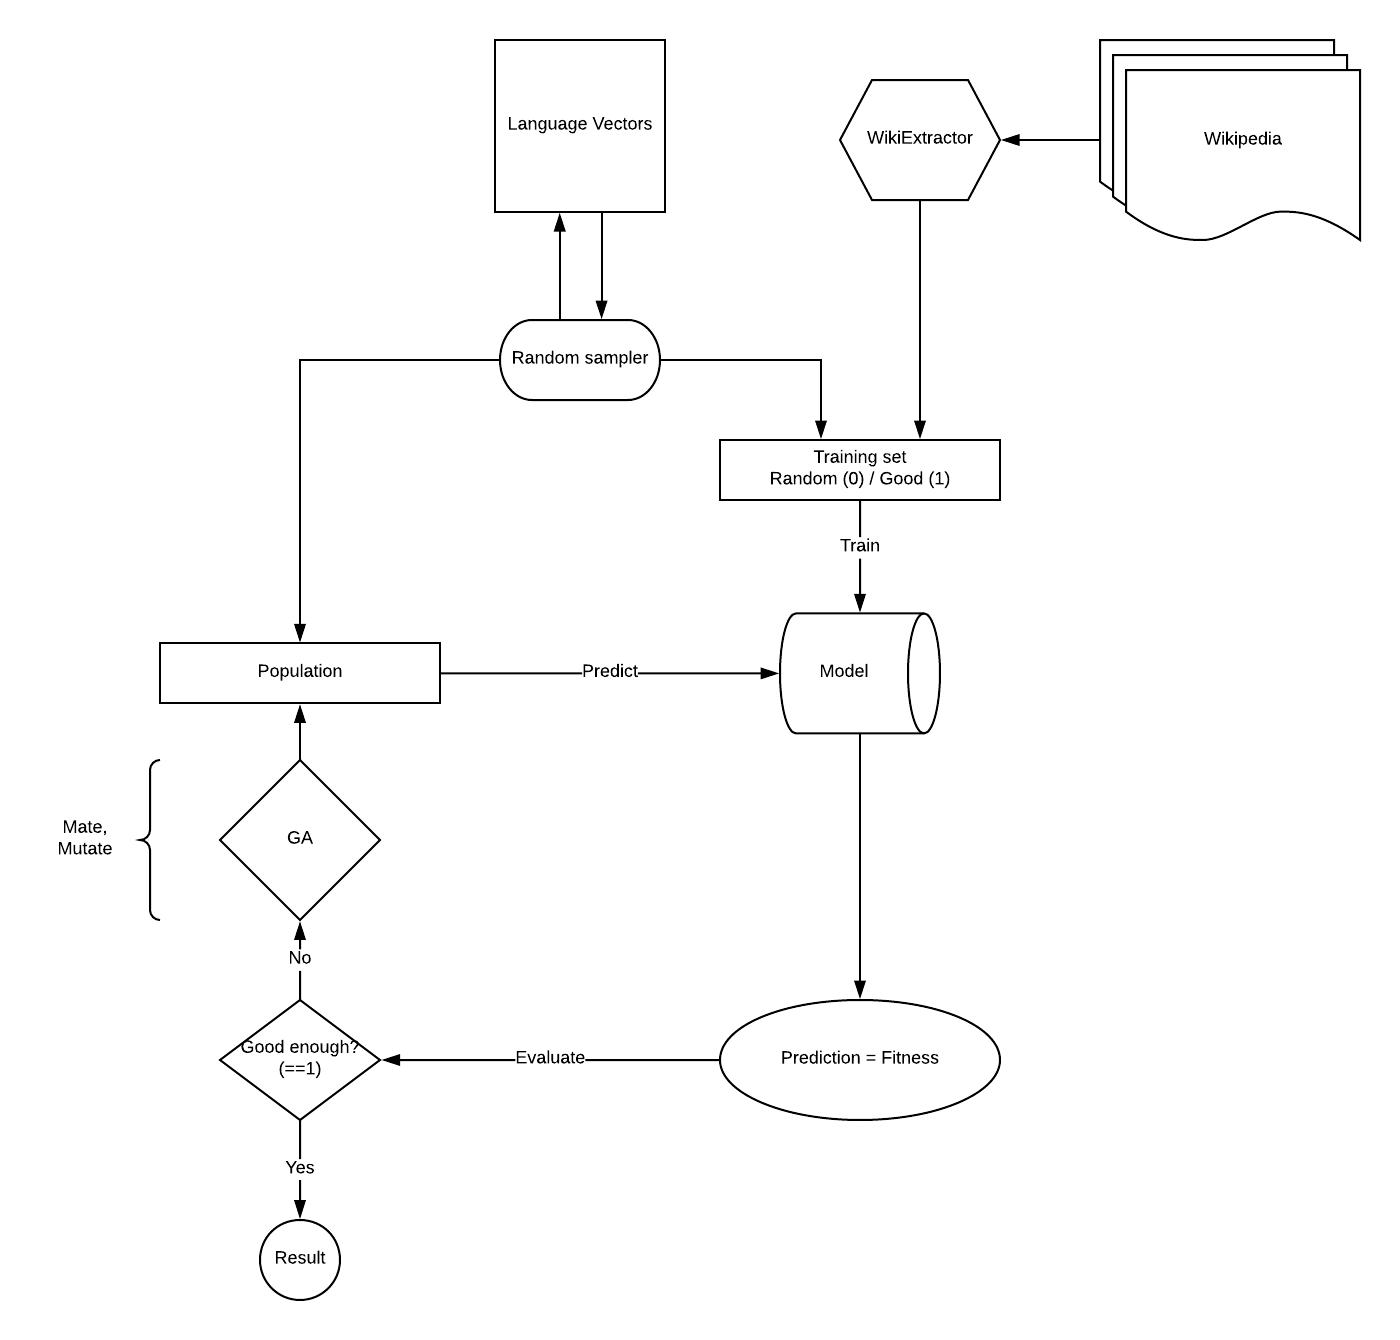 Language Vectors
WikiExtractor
Wikipedia
Random sampler
Training set
Random (0) / Good (1)
Train
Population
Predict
Model
Mate,
Mutate
GA
No
Good enough?
(==1)
Evaluate
Prediction = Fitness
Yes
Result